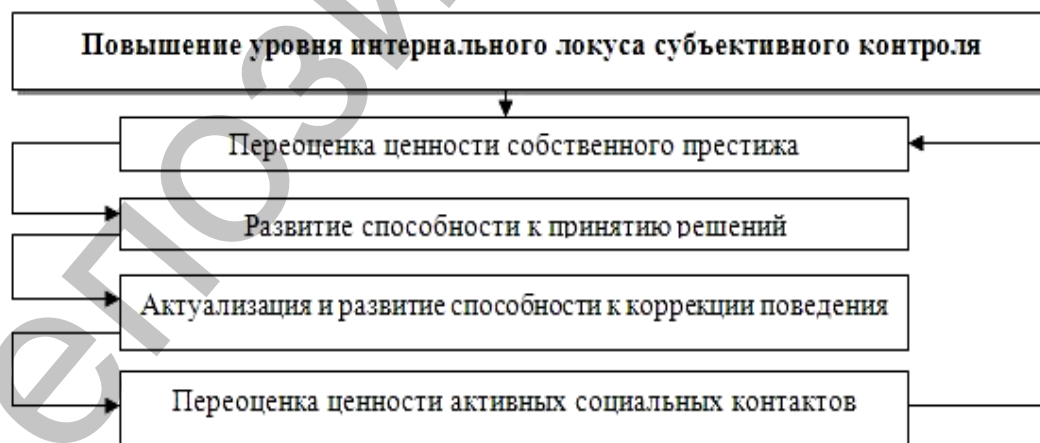 Повышение уровня интернального локуса субъективного контроля
Переоценка ценности собственного престижа
Развитие способности к принятию решений
Актуализация и развитие способности к коррекции поведения
Переоценка ценности активных социальных контактов